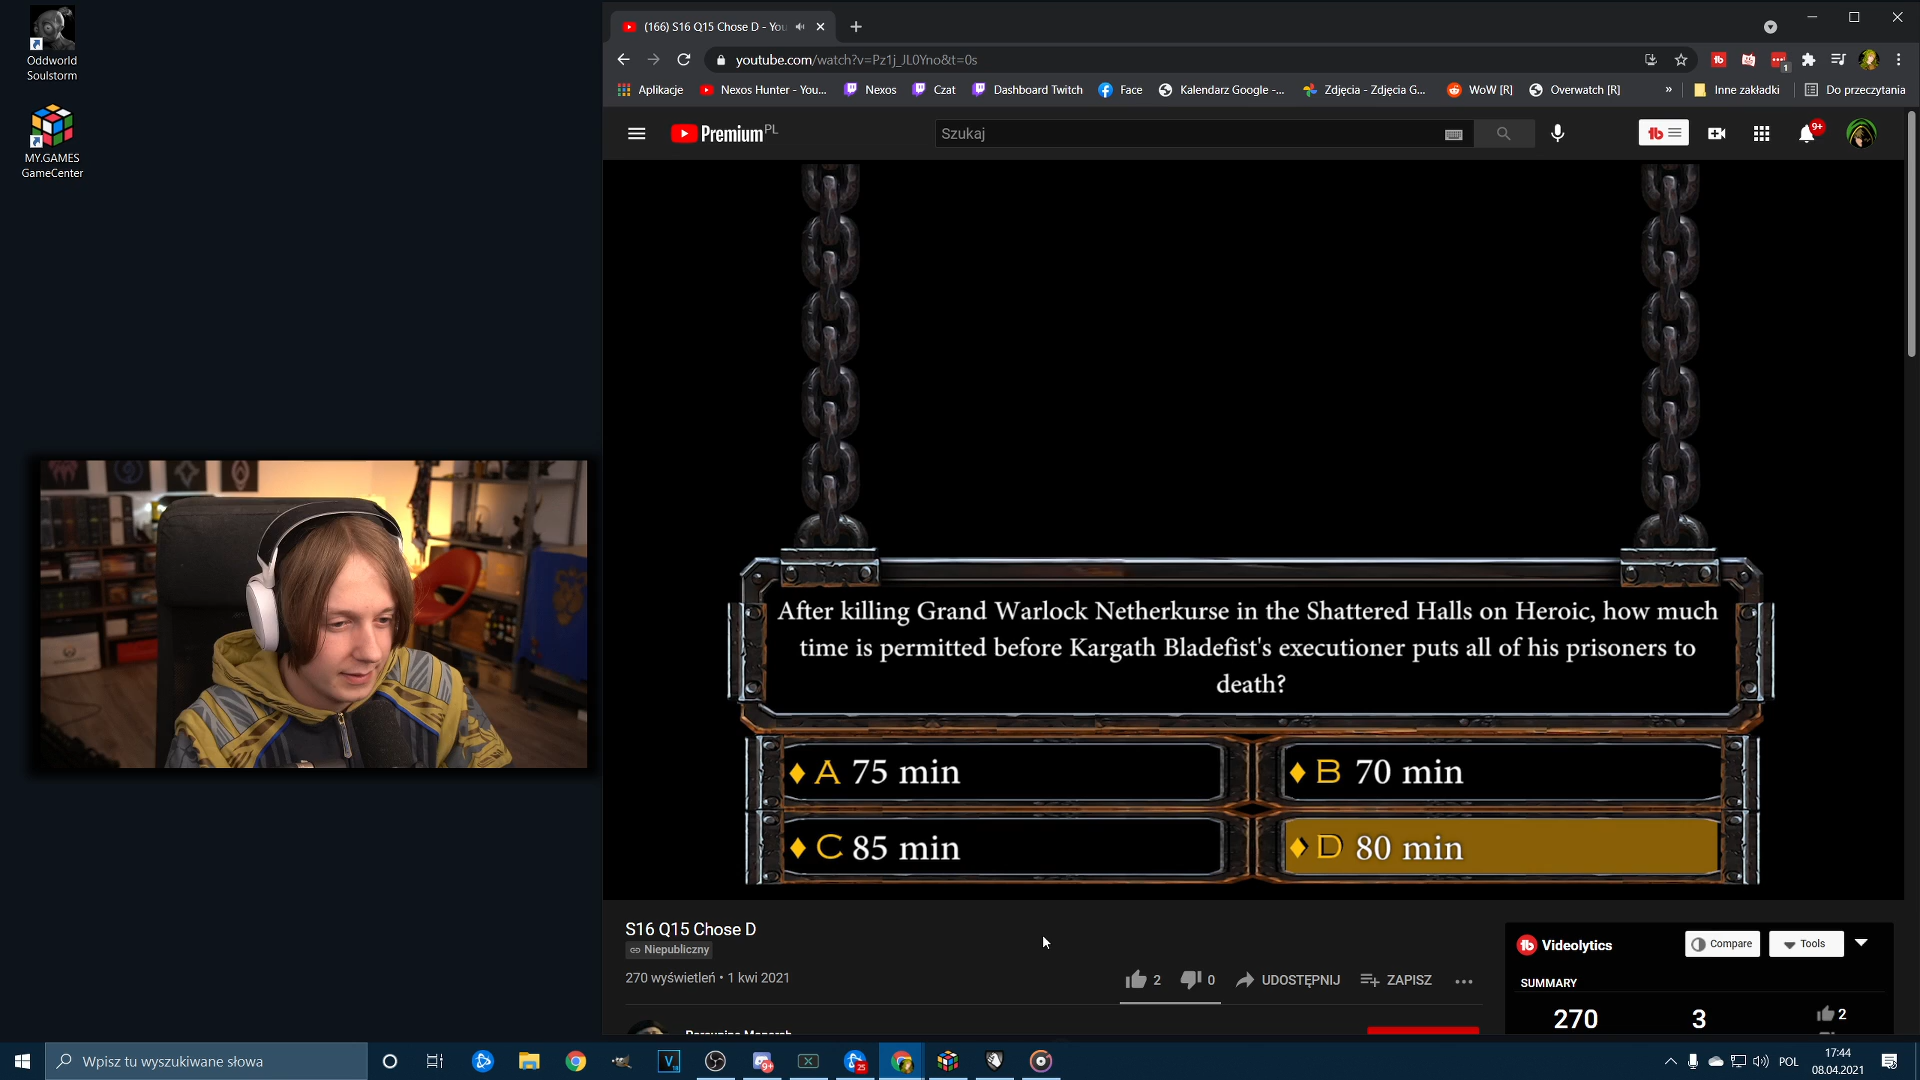 Oddworld
Soulstorm
MY.GAMES
GameCenter
(166) S16 Q15 Chose D - You
youtube.com/watch?v=Pz1j_JL0Yno&t=0s
Aplikacje
Nexos Hunter - You...
Nexos
Czat
Dashboard Twitch
Face
Kalendarz Google -...
Zdjęcia - Zdjęcia G...
WoW [R]
Overwatch [R]
»
Inne zakładki
Do przeczytania
Premium PL
Szukaj
9+
After killing Grand Warlock Netherkurse in the Shattered Halls on Heroic, how much
time is permitted before Kargath Bladefist's executioner puts all of his prisoners to
death?
A 75 min
B 70 min
C 85 min
D 80 min
S16 Q15 Chose D
Niepubliczny
270 wyświetleń • 1 kwi 2021
2
0
UDOSTĘPNIJ
ZAPISZ
Videolytics
Compare
Tools
SUMMARY
270
3
2
Wpisz tu wyszukiwane słowa
9+
25
POL
17:44
08.04.2021